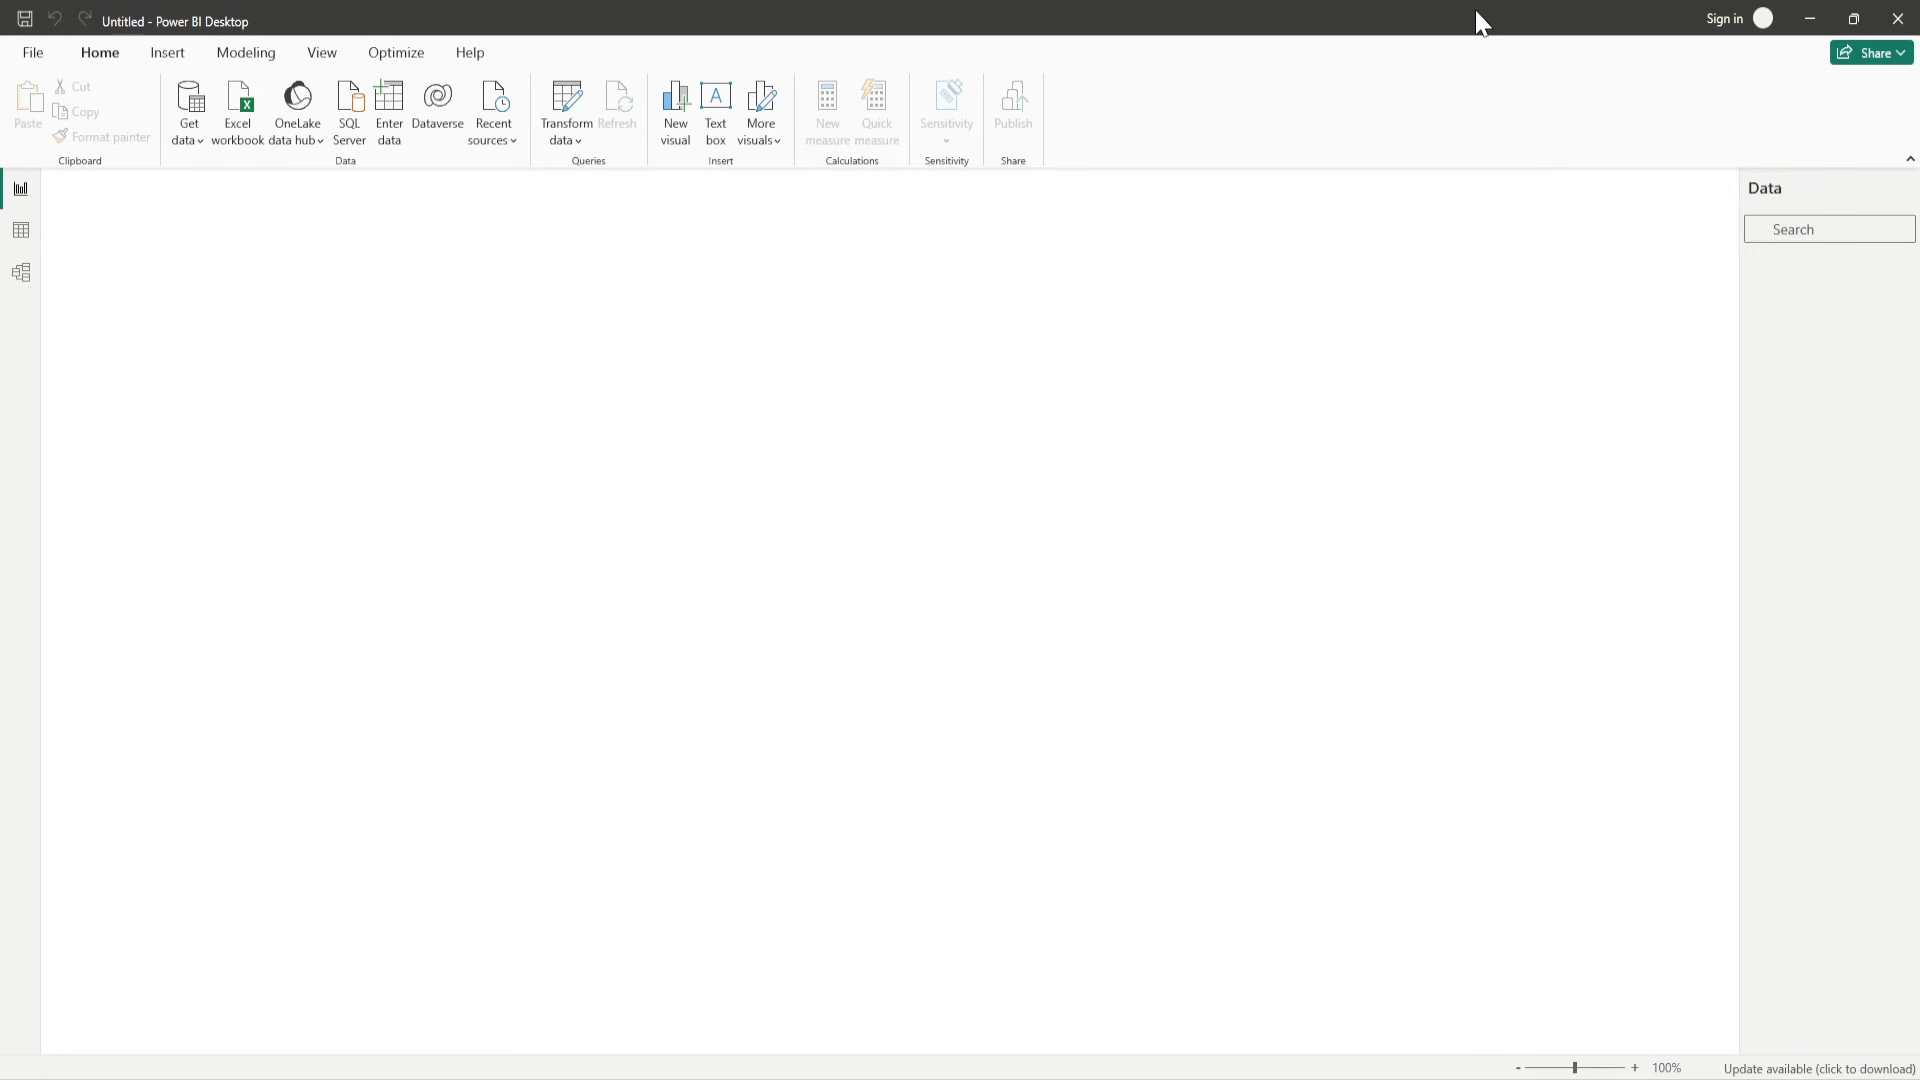 Untitled - Power BI Desktop
Sign in
File Home Insert Modeling View Optimize Help
Share
Paste
Cut
Copy
Format painter
Clipboard
Get data
Excel workbook
OneLake data hub
SQL Server
Enter data
Dataverse
Recent sources
Data
Transform data
Refresh
Queries
New visual
A
Text box
More visuals
Insert
New measure
Quick measure
Calculations
Sensitivity
Sensitivity
Publish
Share
Data
Search
- + 100%
Update available (click to download)